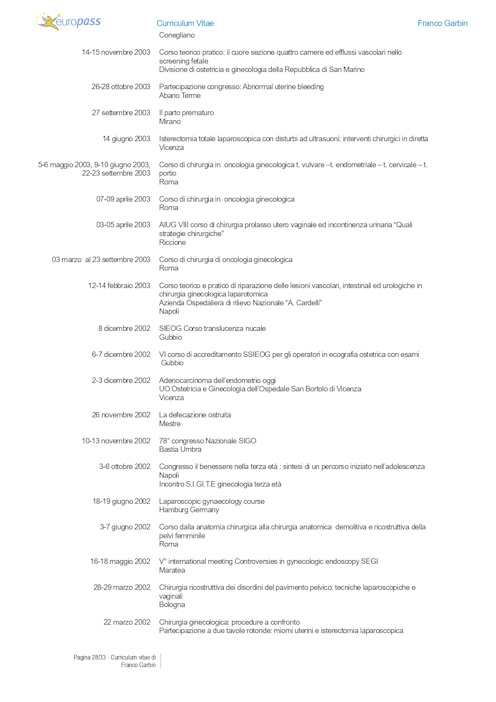 europass
Curriculum Vitae
Franco Garbin
Conegliano
14-15 novembre 2003
Corso teorico pratico: il cuore sezione quattro camere ed efflussi vascolari nello
screening fetale
Divisione di ostetricia e ginecologia della Repubblica di San Marino
26-28 ottobre 2003
Partecipazione congresso: Abnormal uterine bleeding
Abano Terme
27 settembre 2003
Il parto prematuro
Mirano
14 giugno 2003
Isterectomia totale laparoscopica con disturbi ad ultrasuoni: interventi chirurgici in diretta
Vicenza
5-6 maggio 2003, 9-10 giugno 2003,
22-23 settembre 2003
Corso di chirurgia in oncologia ginecologica t. vulvare –t. endometriale – t. cervicale – t.
portio
Roma
07-09 aprile 2003
Corso di chirurgia in oncologia ginecologica
Roma
03-05 aprile 2003
AIUG VIII corso di chirurgia prolasso utero vaginale ed incontinenza urinaria “Quali
strategie chirurgiche”
Riccione
03 marzo al 23 settembre 2003
Corso di chirurgia di oncologia ginecologica
Roma
12-14 febbraio 2003
Corso teorico e pratico di riparazione delle lesioni vascolari, intestinali ed urologiche in
chirurgia ginecologica laparotomica
Azienda Ospedaliera di rilievo Nazionale “A. Cardelli”
Napoli
8 dicembre 2002
SIEOG Corso translucenza nucale
Gubbio
6-7 dicembre 2002
VI corso di accreditamento SSIEOG per gli operatori in ecografia ostetrica con esami
Gubbio
2-3 dicembre 2002
Adenocarcinoma dell’endometrio oggi
UO Ostetricia e Ginecologia dell’Ospedale San Bortolo di Vicenza
Vicenza
26 novembre 2002
La defecazione ostruita
Mestre
10-13 novembre 2002
78° congresso Nazionale SIGO
Bastia Umbra
3-6 ottobre 2002
Congresso il benessere nella terza età : sintesi di un percorso iniziato nell’adolescenza
Napoli
Incontro S.I.GI.T.E ginecologia terza età
18-19 giugno 2002
Laparoscopic gynaecology course
Hamburg Germany
3-7 giugno 2002
Corso dalla anatomia chirurgica alla chirurgia anatomica demolitiva e ricostruttiva della
pelvi femminile
Roma
16-18 maggio 2002
V° international meeting Controversies in gynecologic endoscopy SEGI
Maratea
28-29 marzo 2002
Chirurgia ricostruttiva dei disordini del pavimento pelvico: tecniche laparoscopiche e
vaginali
Bologna
22 marzo 2002
Chirurgia ginecologica: procedure a confronto
Partecipazione a due tavole rotonde: miomi uterini e isterectomia laparoscopica
Pagina 28/33 - Curriculum vitae di
Franco Garbin